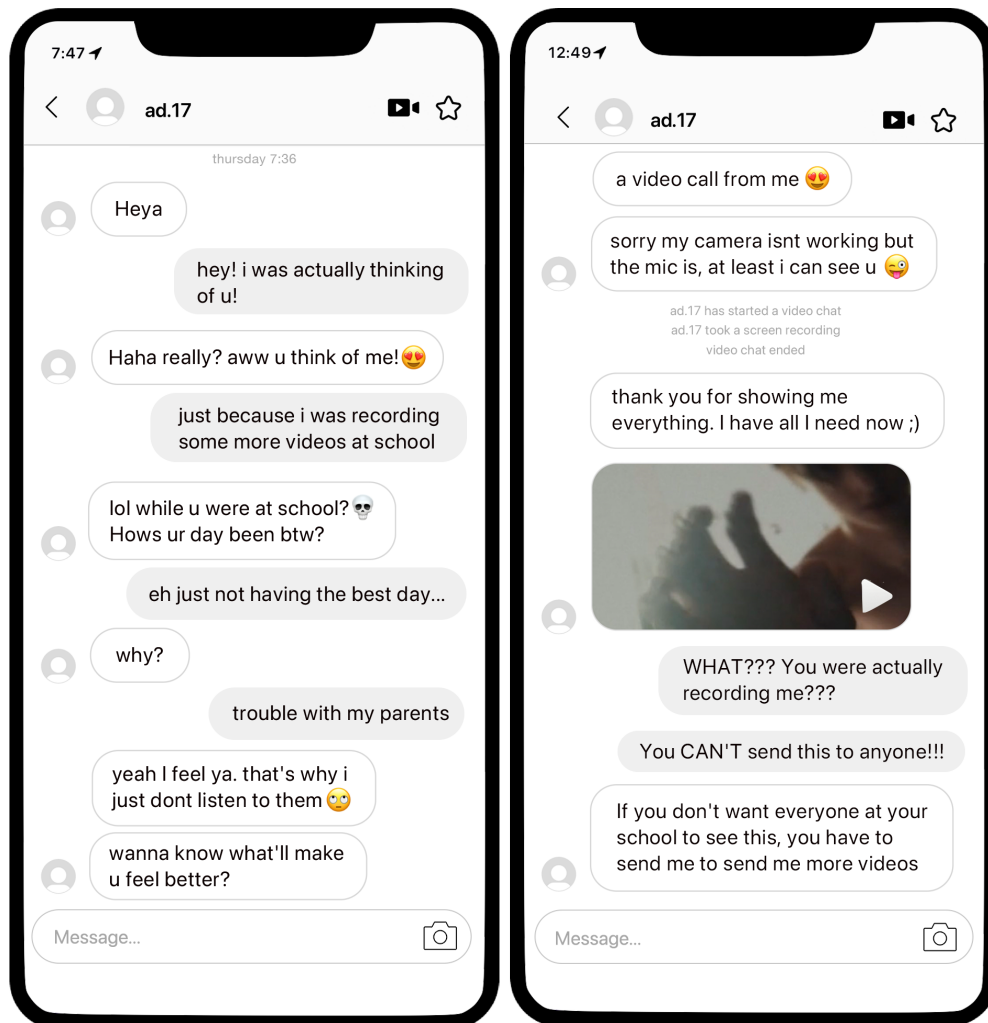 7:47
ad.17
thursday 7:36
Heya
hey! i was actually thinking
of u!
Haha really? aww u think of me!😍
just because i was recording
some more videos at school
lol while u were at school?💀
Hows ur day been btw?
eh just not having the best day...
why?
trouble with my parents
yeah I feel ya. that's why i
just dont listen to them🙄
wanna know what'll make
u feel better?
Message...
12:49
ad.17
a video call from me 😍
sorry my camera isnt working but
the mic is, at least i can see u 😜
ad.17 has started a video chat
ad.17 took a screen recording
video chat ended
thank you for showing me
everything. I have all I need now ;)
WHAT??? You were actually
recording me???
You CAN'T send this to anyone!!!
If you don't want everyone at your
school to see this, you have to
send me to send me more videos
Message...